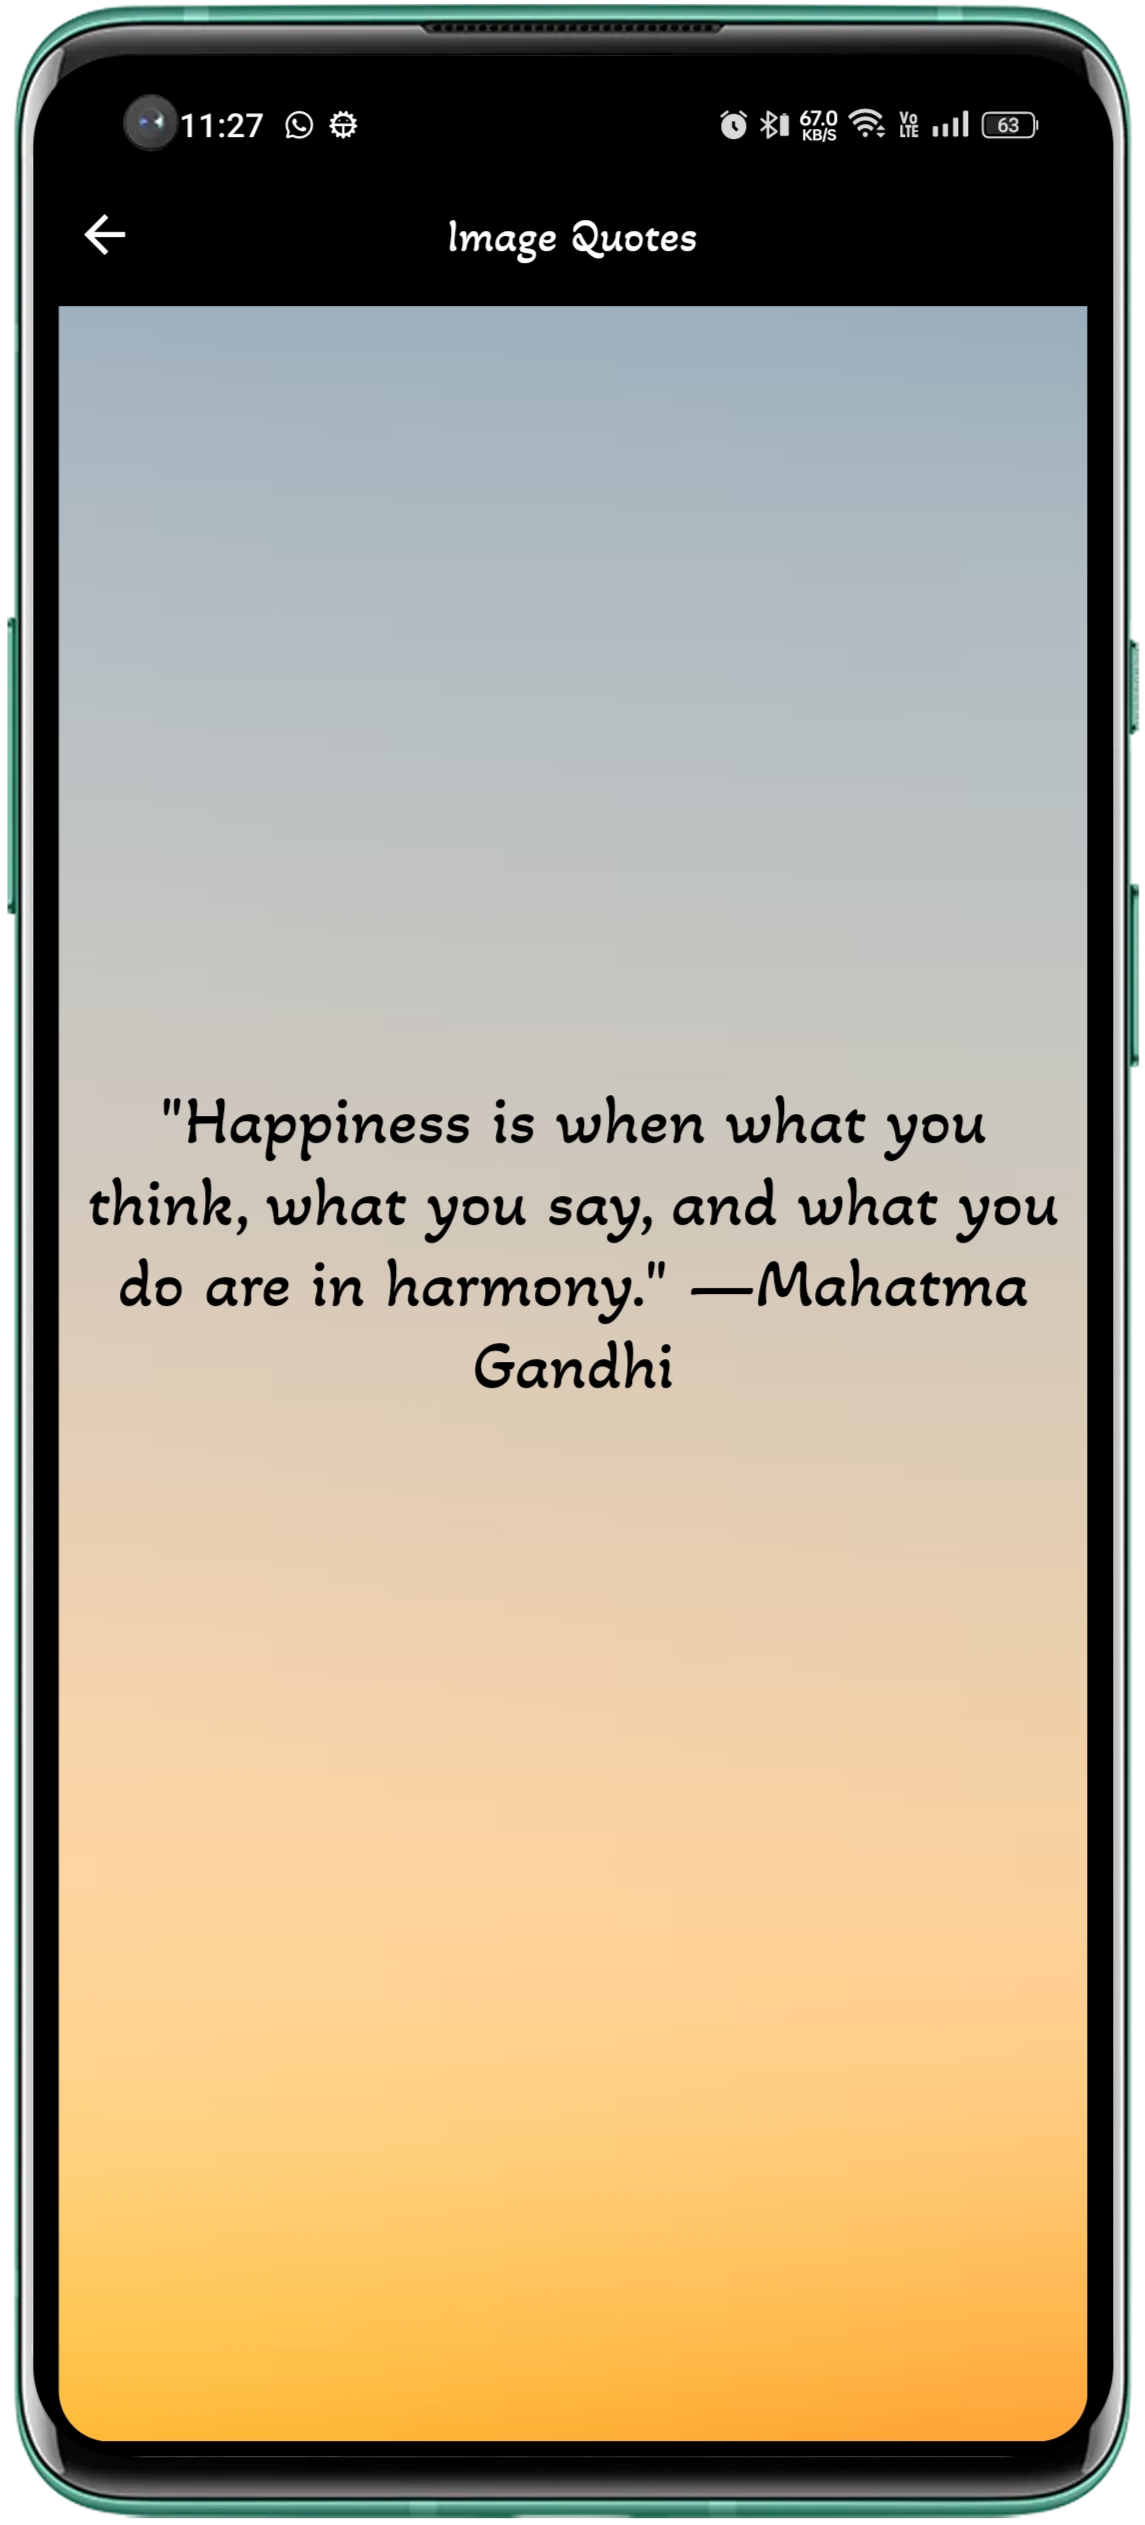 11:27 67.0 KB/S Vo LTE 63
Image Quotes
"Happiness is when what you
think, what you say, and what you
do are in harmony." —Mahatma
Gandhi